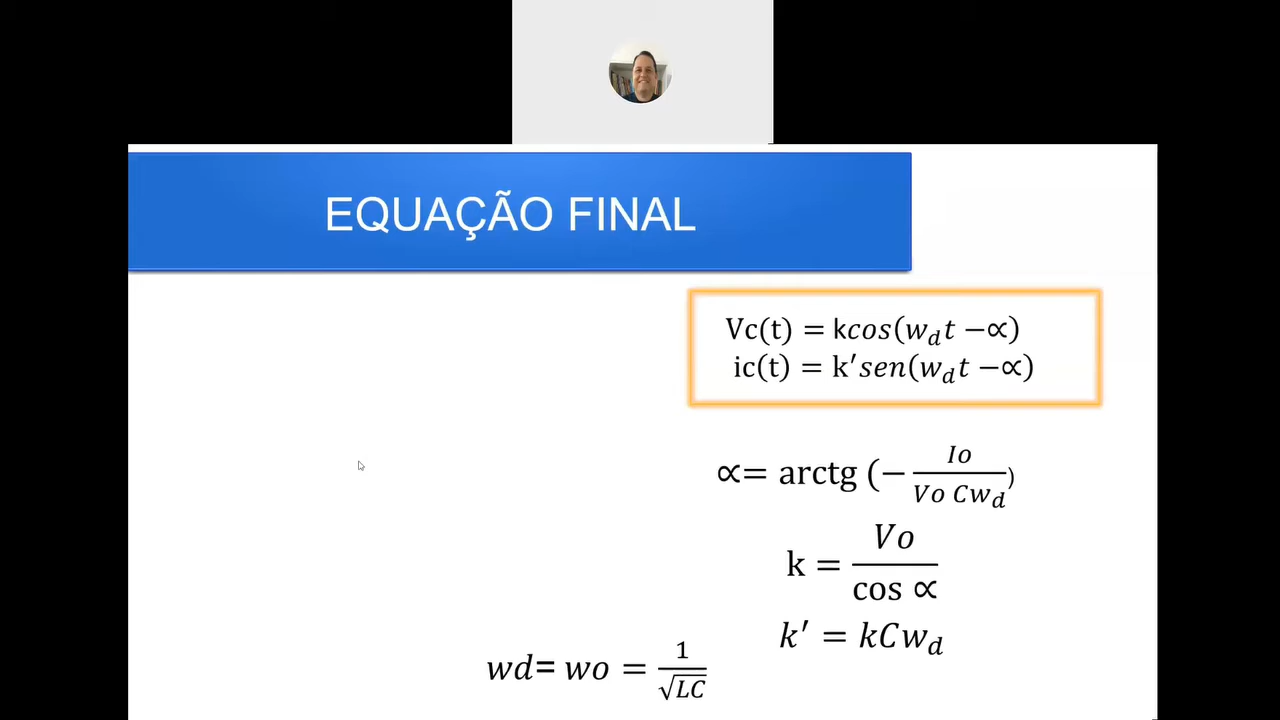 EQUAÇÃO FINAL
Vc(t) = kcos(w_d t −∝)
ic(t) = k′sen(w_d t −∝)
∝= arctg (− Io / Vo Cw_d)
k = Vo / cos ∝
k′ = kCw_d
wd= wo = 1 / √LC